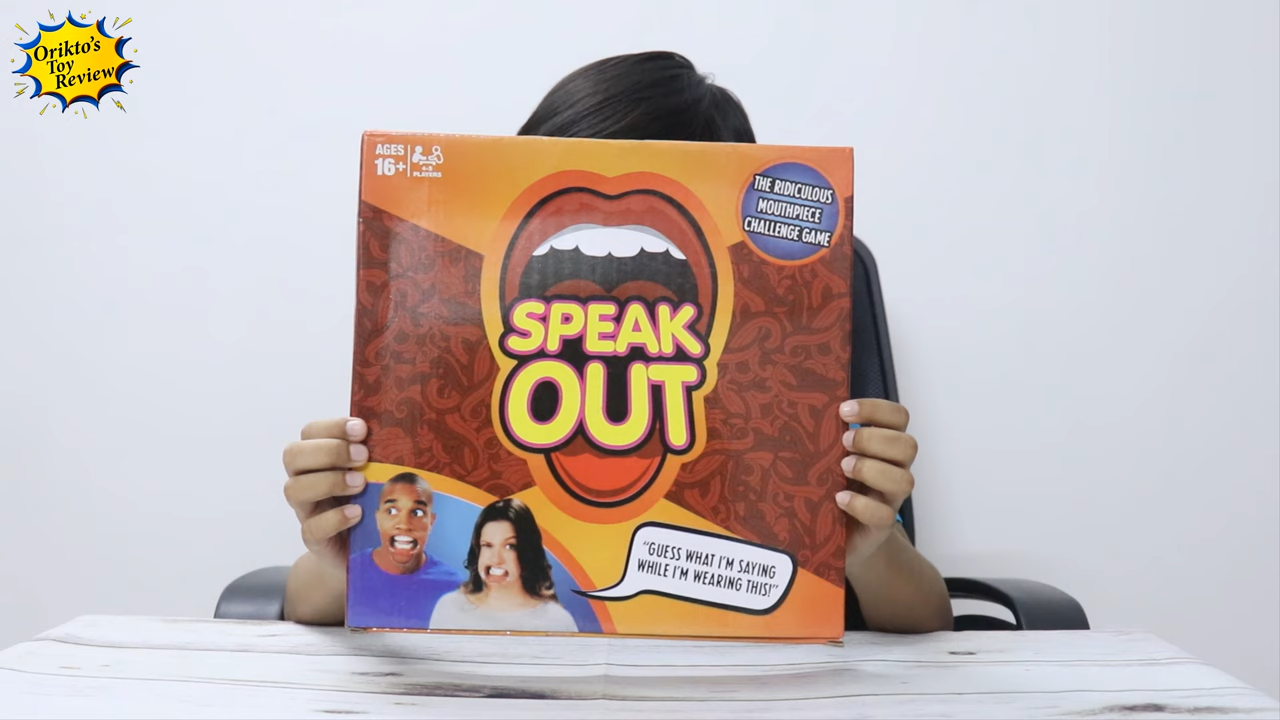 Orikto's
Toy
Review
AGES
16+
4-5
PLAYERS
THE RIDICULOUS
MOUTHPIECE
CHALLENGE GAME
SPEAK
OUT
"GUESS WHAT I'M SAYING
WHILE I'M WEARING THIS!"